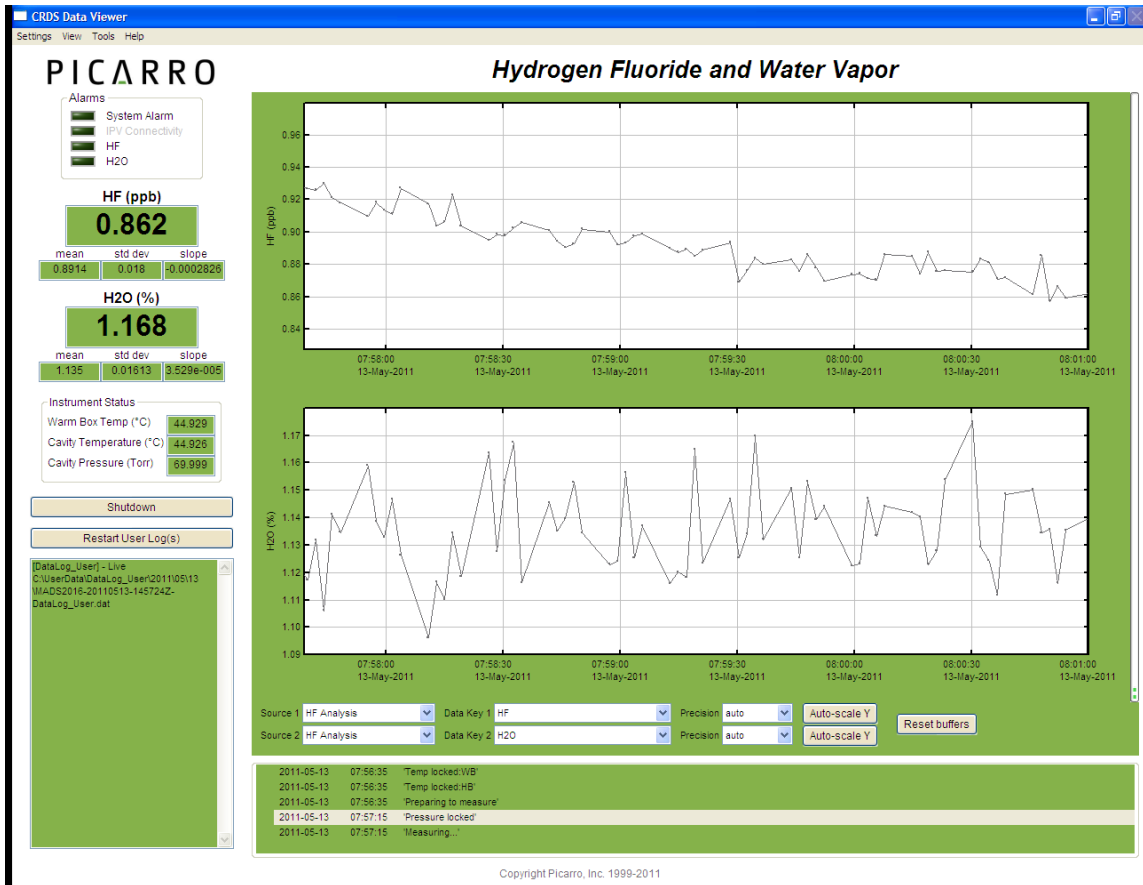 CRDS Data Viewer
Settings View Tools Help
PICARRO
Hydrogen Fluoride and Water Vapor
Alarms
System Alarm
IPV Connectivity
HF
H2O
HF (ppb)
0.862
mean std dev slope
0.8914 0.018 -0.0002826
H2O (%)
1.168
mean std dev slope
1.135 0.01613 3.529e-005
Instrument Status
Warm Box Temp (°C) 44.929
Cavity Temperature (°C) 44.926
Cavity Pressure (Torr) 69.999
Shutdown
Restart User Log(s)
[DataLog_User] - Live
C:\UserData\DataLog_User\2011\05\13
\MADS2016-20110513-145724Z-
DataLog_User.dat
HF (ppb)
0.96
0.94
0.92
0.90
0.88
0.86
0.84
07:58:00 07:58:30 07:59:00 07:59:30 08:00:00 08:00:30 08:01:00
13-May-2011 13-May-2011 13-May-2011 13-May-2011 13-May-2011 13-May-2011 13-May-2011
H2O (%)
1.17
1.16
1.15
1.14
1.13
1.12
1.11
1.10
1.09
07:58:00 07:58:30 07:59:00 07:59:30 08:00:00 08:00:30 08:01:00
13-May-2011 13-May-2011 13-May-2011 13-May-2011 13-May-2011 13-May-2011 13-May-2011
Source 1 HF Analysis Data Key 1 HF Precision auto Auto-scale Y
Source 2 HF Analysis Data Key 2 H2O Precision auto Auto-scale Y
Reset buffers
2011-05-13 07:56:35 'Temp locked:WB'
2011-05-13 07:56:35 'Temp locked:HB'
2011-05-13 07:56:35 'Preparing to measure'
2011-05-13 07:57:15 'Pressure locked'
2011-05-13 07:57:15 'Measuring...'
Copyright Picarro, Inc. 1999-2011